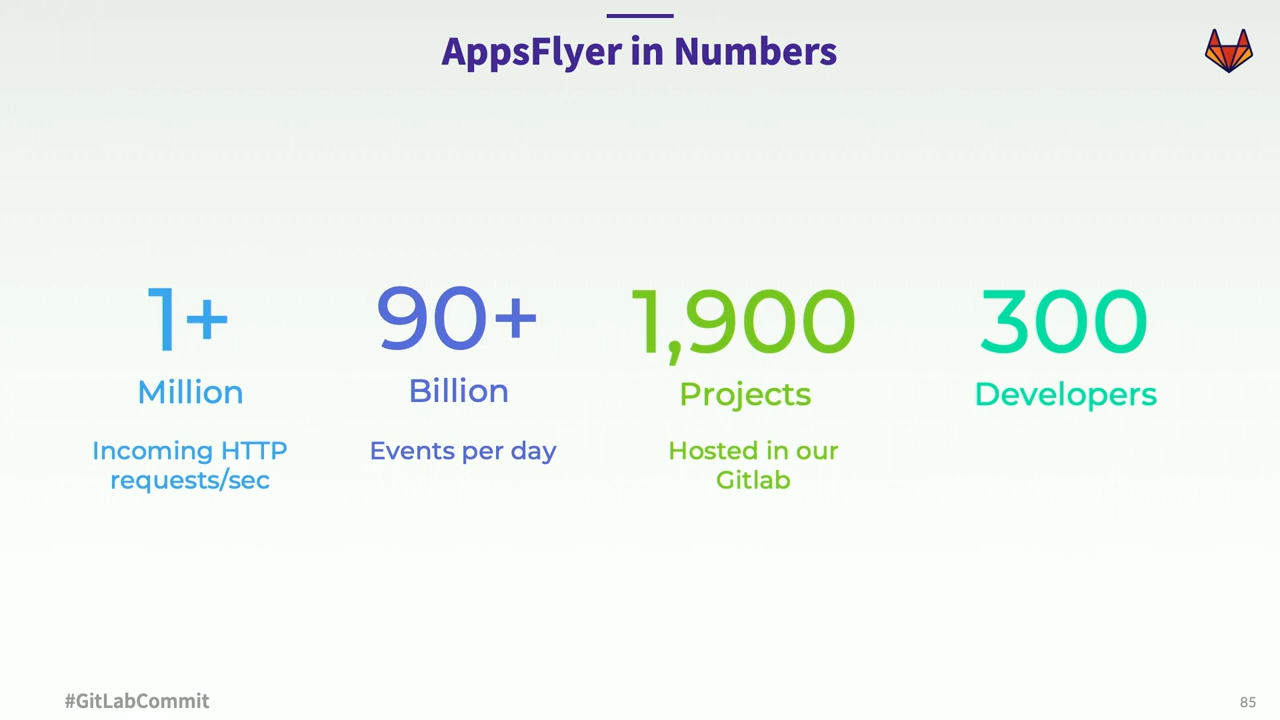 AppsFlyer in Numbers
1+
Million
Incoming HTTP
requests/sec
90+
Billion
Events per day
1,900
Projects
Hosted in our
Gitlab
300
Developers
#GitLabCommit
85